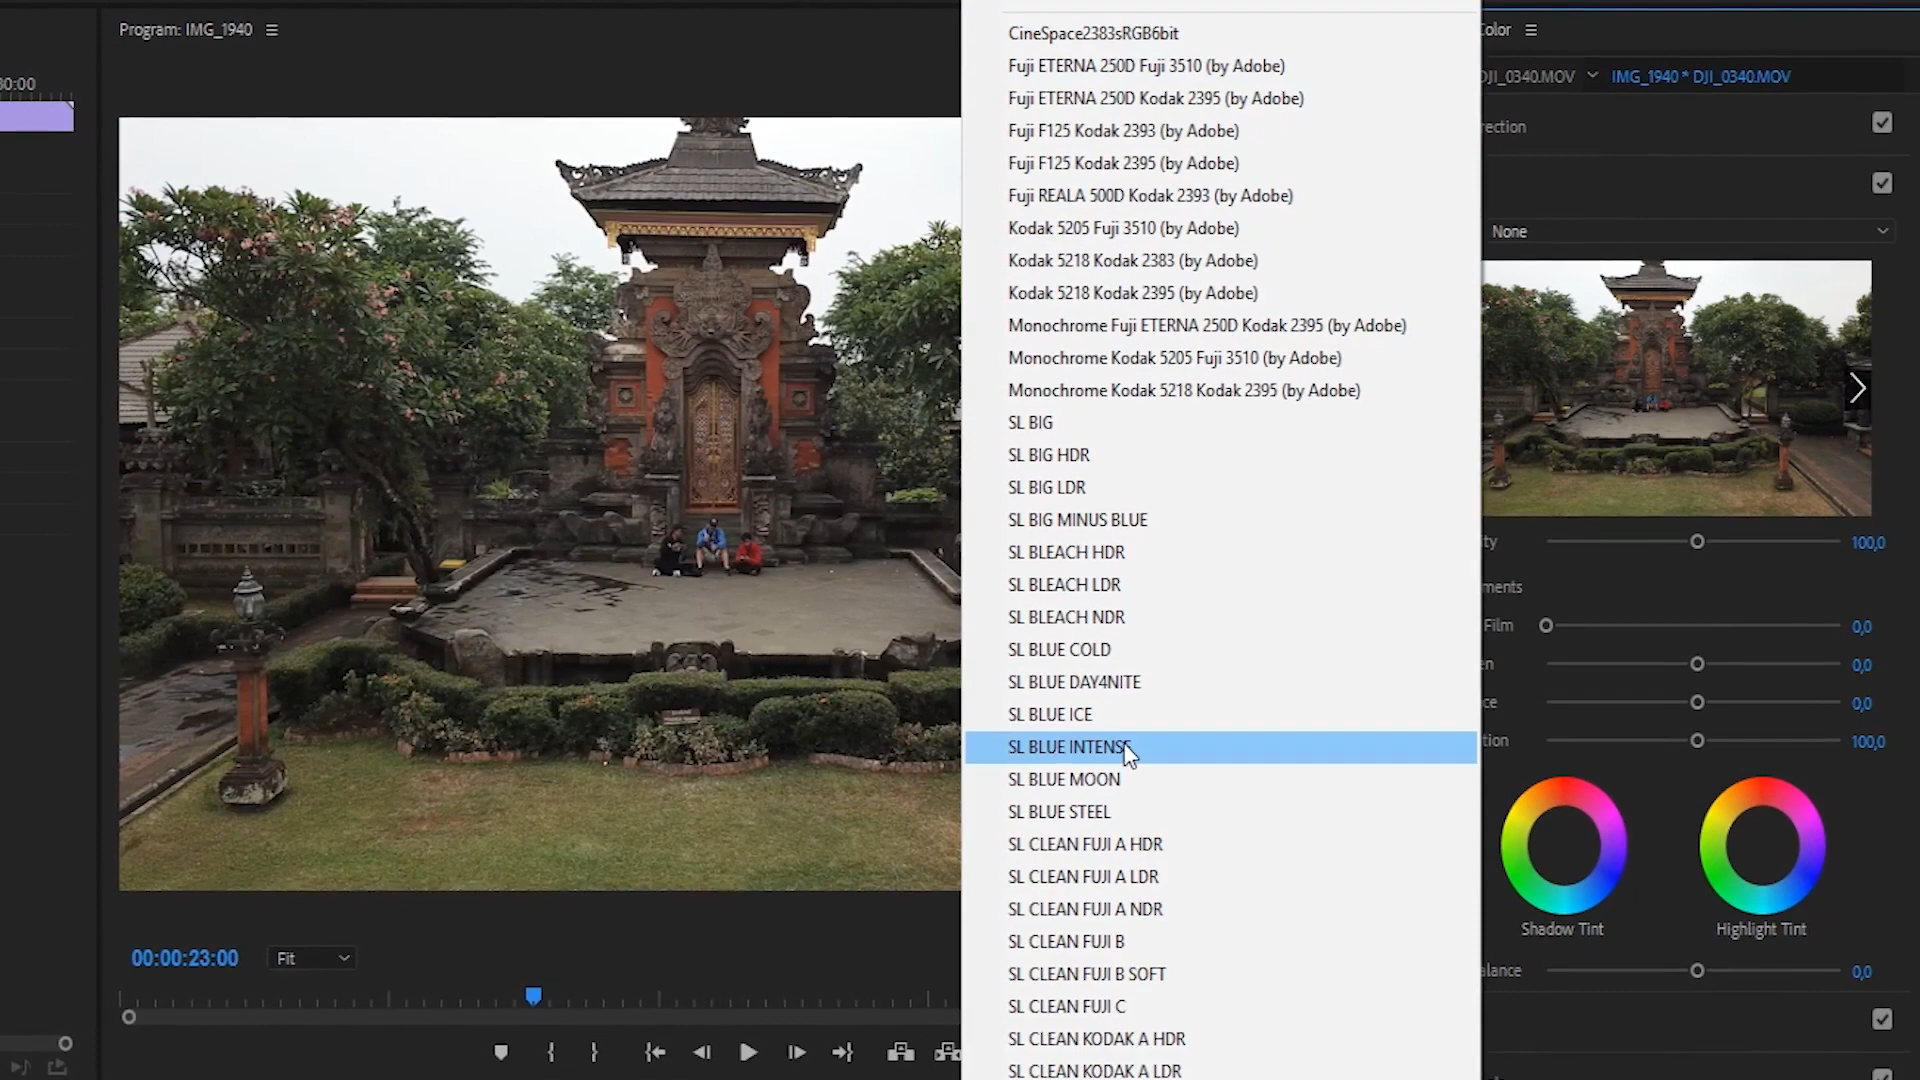 Program: IMG_1940
30:00
00:00:23:00
Fit
CineSpace2383sRGB6bit
Fuji ETERNA 250D Fuji 3510 (by Adobe)
Fuji ETERNA 250D Kodak 2395 (by Adobe)
Fuji F125 Kodak 2393 (by Adobe)
Fuji F125 Kodak 2395 (by Adobe)
Fuji REALA 500D Kodak 2393 (by Adobe)
Kodak 5205 Fuji 3510 (by Adobe)
Kodak 5218 Kodak 2383 (by Adobe)
Kodak 5218 Kodak 2395 (by Adobe)
Monochrome Fuji ETERNA 250D Kodak 2395 (by Adobe)
Monochrome Kodak 5205 Fuji 3510 (by Adobe)
Monochrome Kodak 5218 Kodak 2395 (by Adobe)
SL BIG
SL BIG HDR
SL BIG LDR
SL BIG MINUS BLUE
SL BLEACH HDR
SL BLEACH LDR
SL BLEACH NDR
SL BLUE COLD
SL BLUE DAY4NITE
SL BLUE ICE
SL BLUE INTENSE
SL BLUE MOON
SL BLUE STEEL
SL CLEAN FUJI A HDR
SL CLEAN FUJI A LDR
SL CLEAN FUJI A NDR
SL CLEAN FUJI B
SL CLEAN FUJI B SOFT
SL CLEAN FUJI C
SL CLEAN KODAK A HDR
SL CLEAN KODAK A LDR
Color
DJI_0340.MOV IMG_1940 * DJI_0340.MOV
rection
None
ity 100,0
ments
Film 0,0
en 0,0
ce 0,0
tion 100,0
Shadow Tint Highlight Tint
alance 0,0